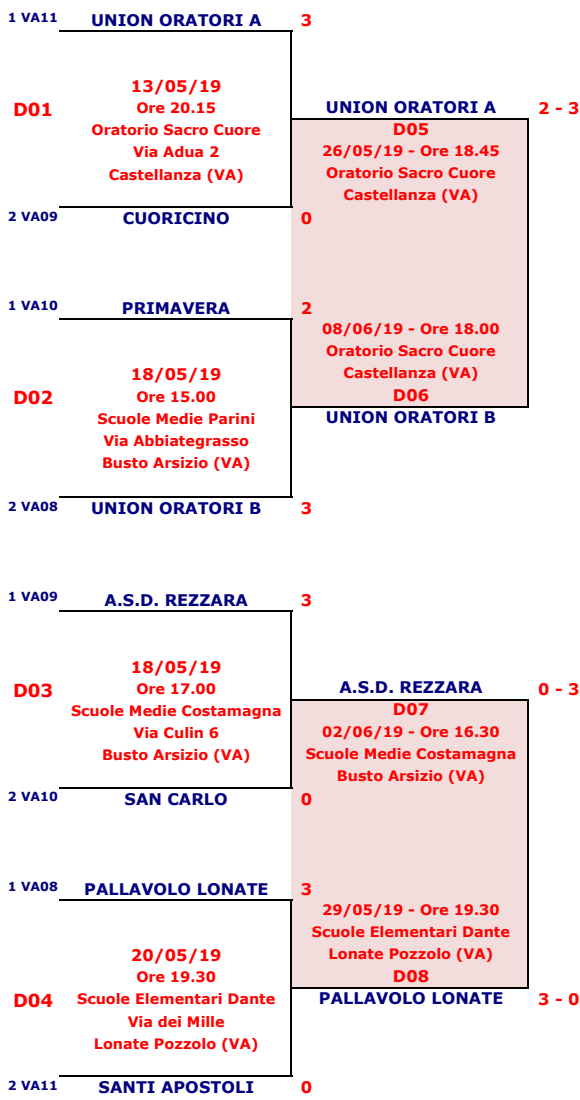 1 VA11 UNION ORATORI A 3
13/05/19
D01 Ore 20.15
Oratorio Sacro Cuore
Via Adua 2
Castellanza (VA)
2 VA09 CUORICINO 0
UNION ORATORI A 2 - 3
D05
26/05/19 - Ore 18.45
Oratorio Sacro Cuore
Castellanza (VA)
1 VA10 PRIMAVERA 2
18/05/19
D02 Ore 15.00
Scuole Medie Parini
Via Abbiategrasso
Busto Arsizio (VA)
2 VA08 UNION ORATORI B 3
08/06/19 - Ore 18.00
Oratorio Sacro Cuore
Castellanza (VA)
D06
UNION ORATORI B
1 VA09 A.S.D. REZZARA 3
18/05/19
D03 Ore 17.00
Scuole Medie Costamagna
Via Culin 6
Busto Arsizio (VA)
2 VA10 SAN CARLO 0
A.S.D. REZZARA 0 - 3
D07
02/06/19 - Ore 16.30
Scuole Medie Costamagna
Busto Arsizio (VA)
1 VA08 PALLAVOLO LONATE 3
20/05/19
Ore 19.30
D04 Scuole Elementari Dante
Via dei Mille
Lonate Pozzolo (VA)
2 VA11 SANTI APOSTOLI 0
29/05/19 - Ore 19.30
Scuole Elementari Dante
Lonate Pozzolo (VA)
D08
PALLAVOLO LONATE 3 - 0